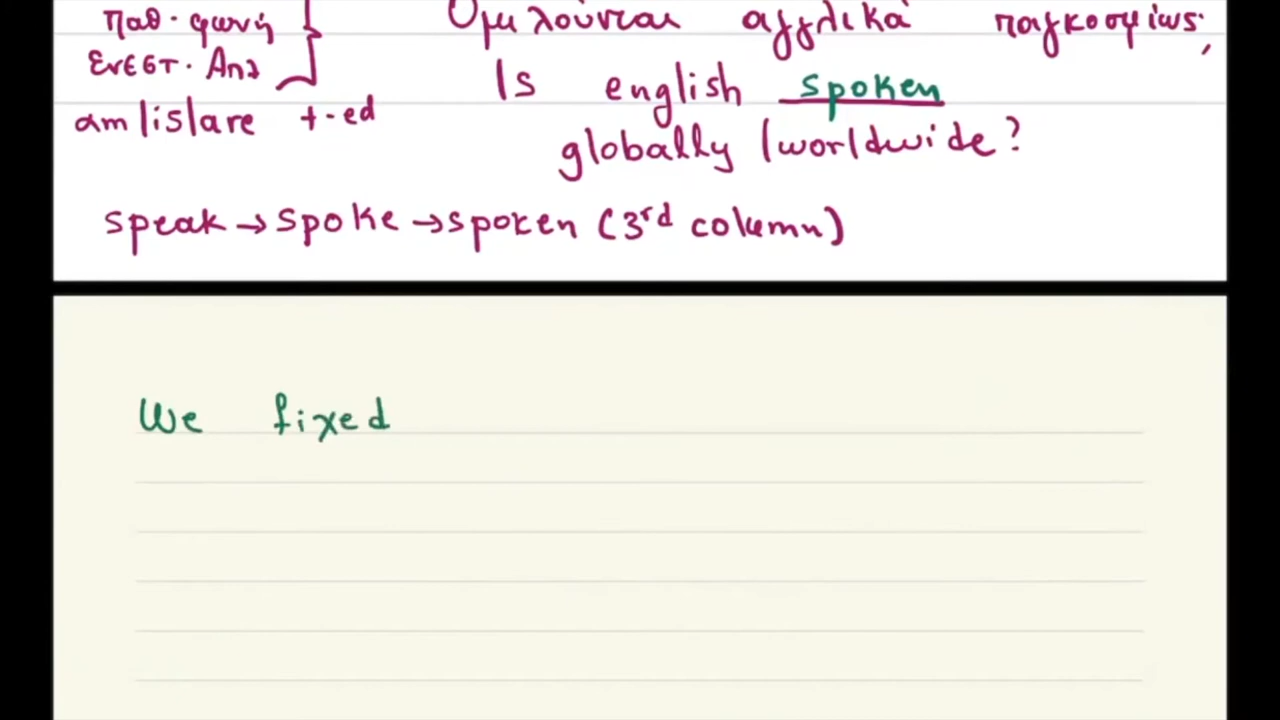 παθ. φωνή } Ομιλούνται αγγλικά παγκοσμίως;
Ενεστ. Απλ
Is english spoken
am/is/are + -ed
globally /worldwide?
speak → spoke → spoken (3rd column)
We fixed